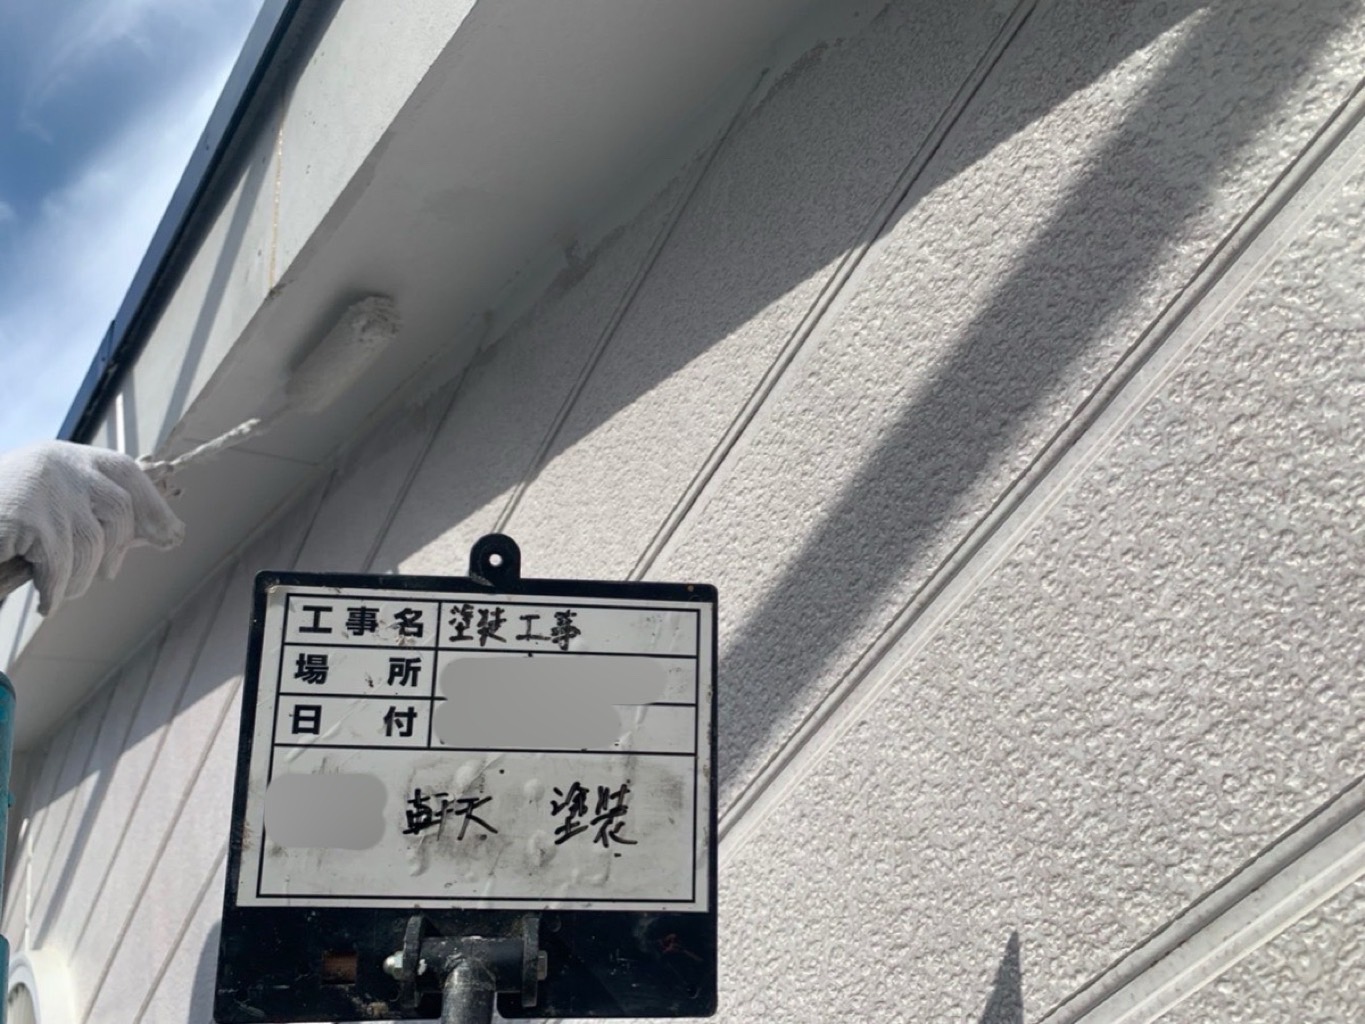 工事名 塗装工事
場所
日付
軒天 塗装